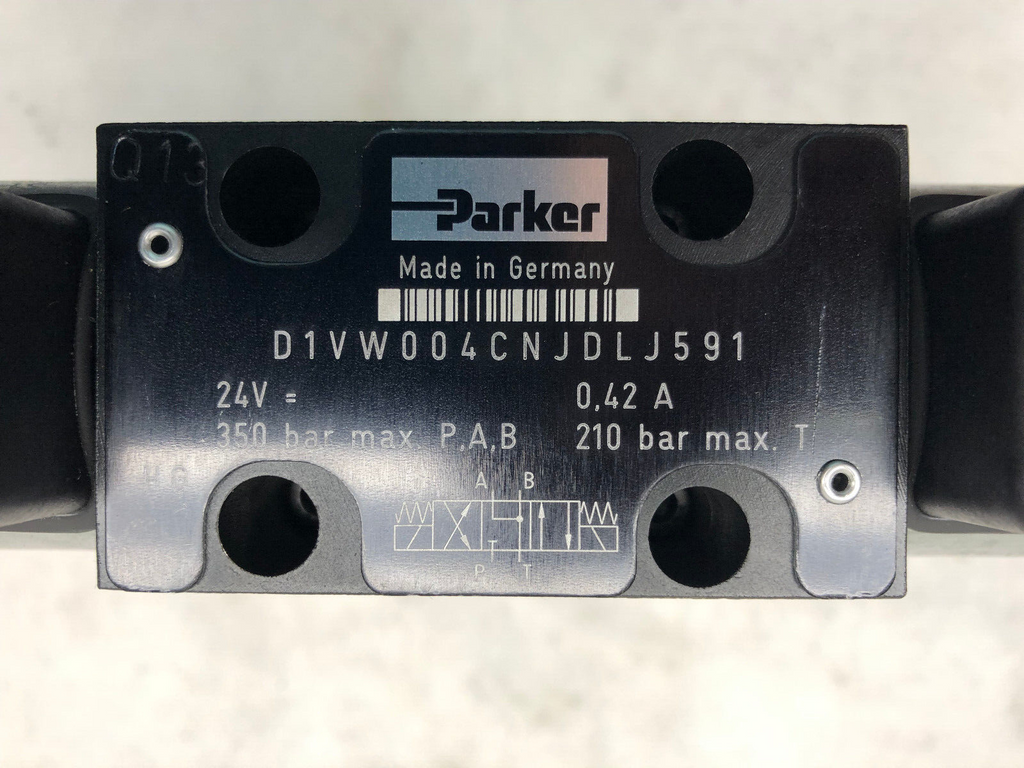 Q13
Parker
Made in Germany
D1VW004CNJDLJ591
24V = 0,42 A
350 bar max. P,A,B 210 bar max. T
A B
P T